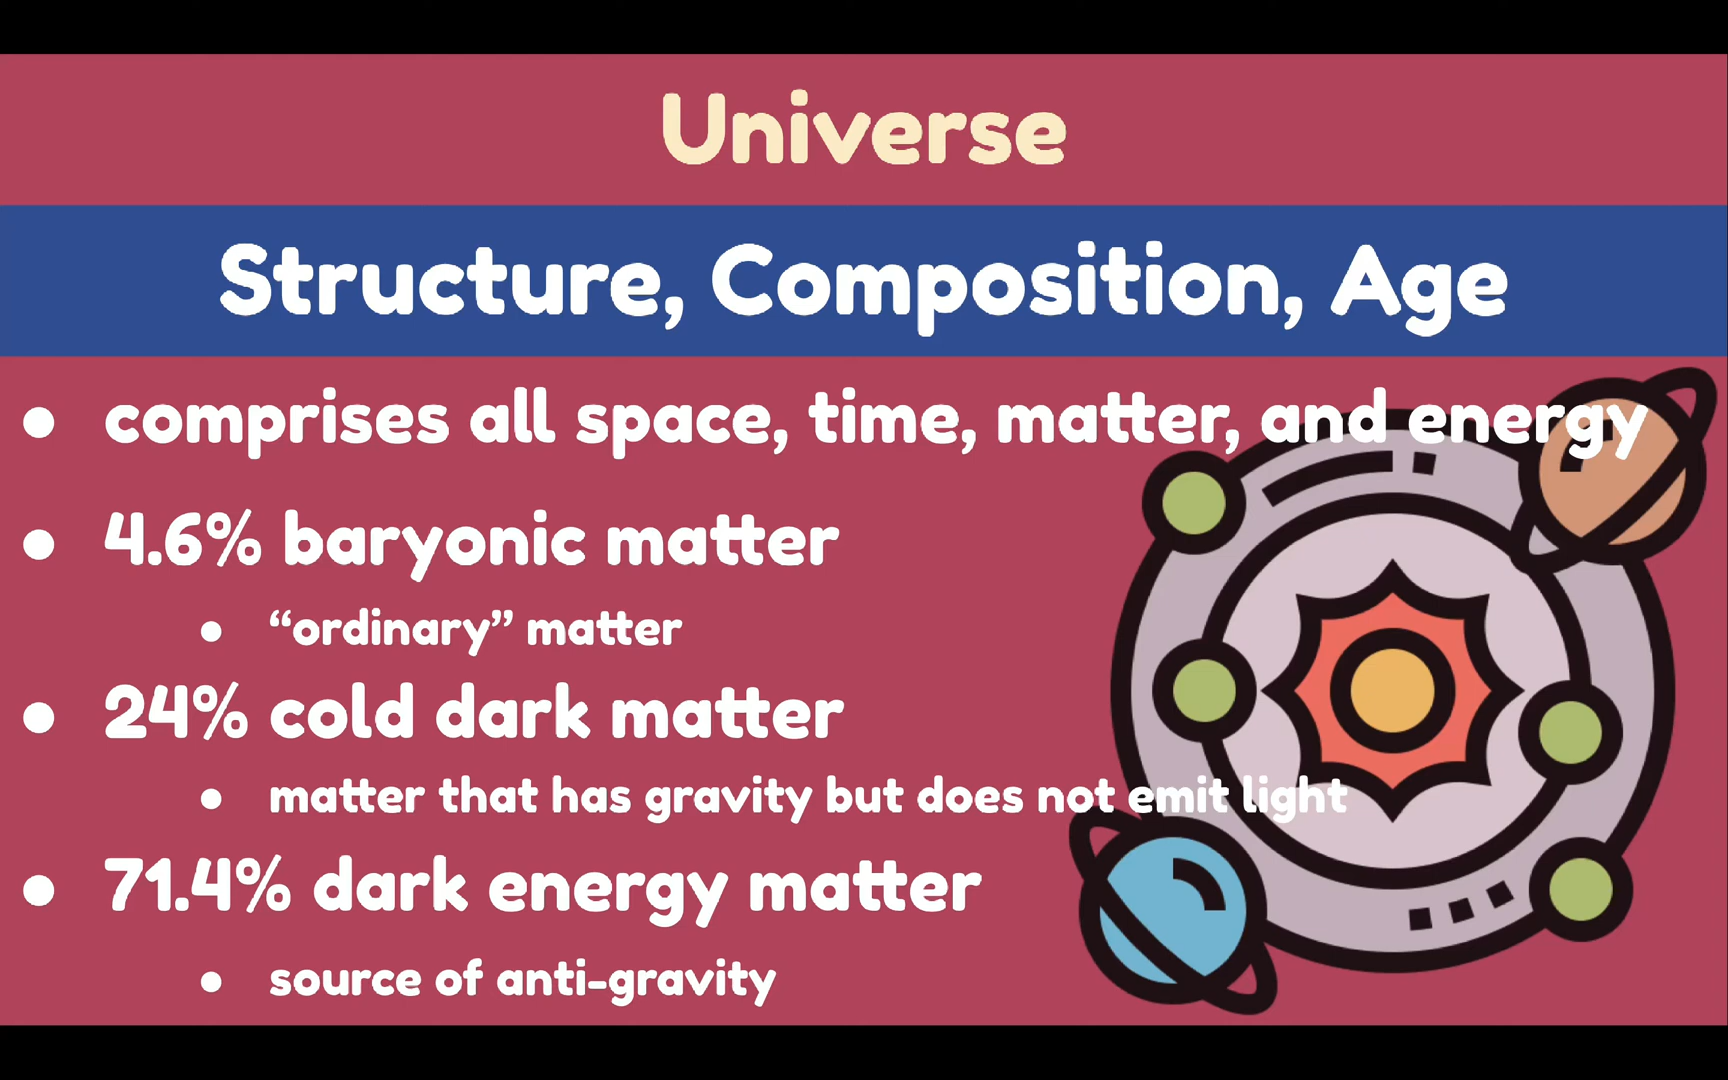 Universe
Structure, Composition, Age
• comprises all space, time, matter, and energy
• 4.6% baryonic matter
• “ordinary” matter
• 24% cold dark matter
• matter that has gravity but does not emit light
• 71.4% dark energy matter
• source of anti-gravity